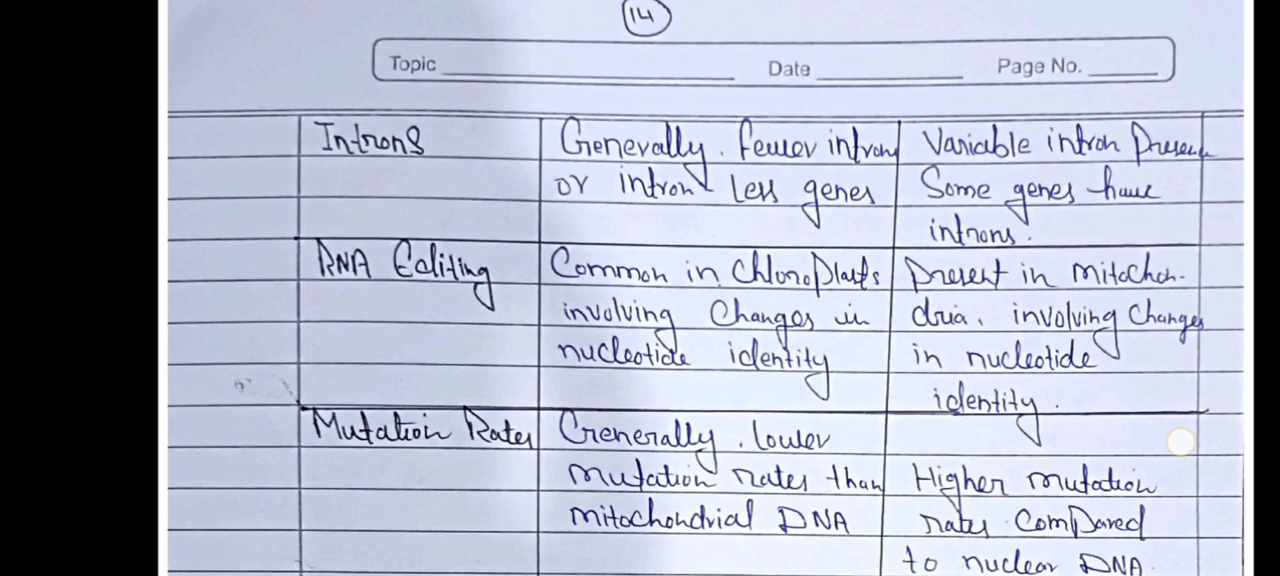 14
Topic Date Page No.
Introns
Generally. Fewer introns
or intron less genes
Variable intron Present
Some genes have
introns.
RNA Editing
Common in chloroplasts
involving Changes in
nucleotide identity
Present in mitochon-
dria. involving changes
in nucleotide
identity.
Mutation Rates
Generally. lower
mutation rates than
mitochondrial DNA
Higher mutation
rates compared
to nuclear DNA.